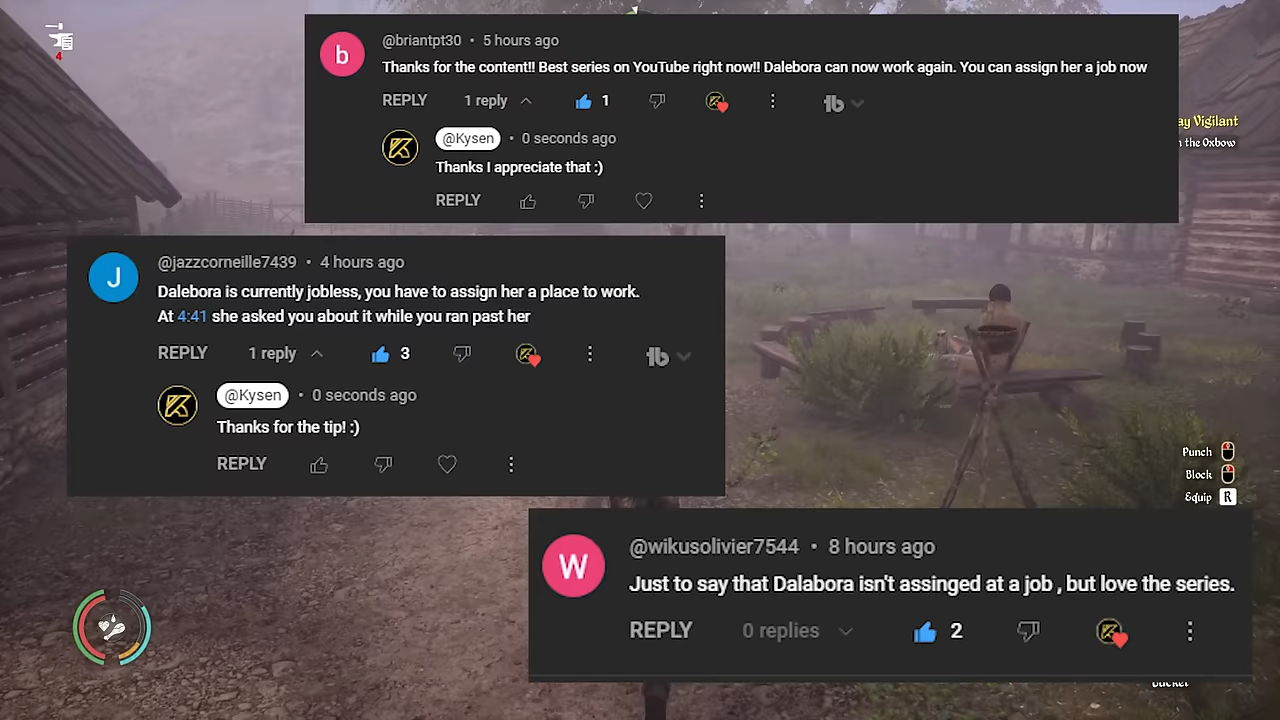 4
b
@briantpt30 • 5 hours ago
Thanks for the content!! Best series on YouTube right now!! Dalebora can now work again. You can assign her a job now
REPLY 1 reply 1
@Kysen • 0 seconds ago
Thanks I appreciate that :)
REPLY
ay Vigilant
n the Oxbow
J
@jazzcorneille7439 • 4 hours ago
Dalebora is currently jobless, you have to assign her a place to work.
At 4:41 she asked you about it while you ran past her
REPLY 1 reply 3
@Kysen • 0 seconds ago
Thanks for the tip! :)
REPLY
Punch
Block
Equip R
W
@wikusolivier7544 • 8 hours ago
Just to say that Dalabora isn't assinged at a job , but love the series.
REPLY 0 replies 2
Bucket